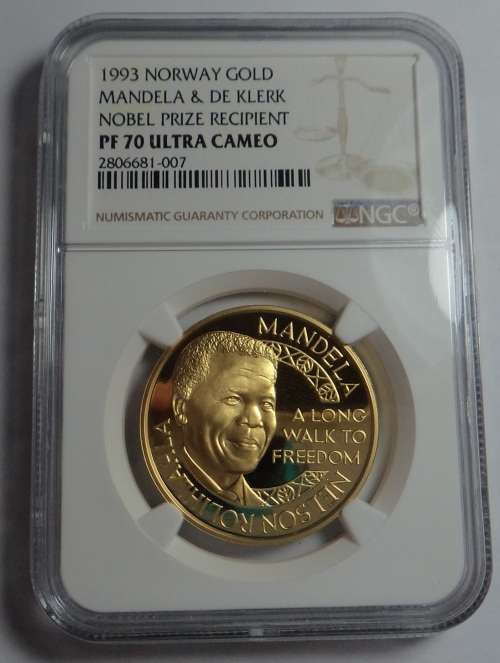 1993 NORWAY GOLD
MANDELA & DE KLERK
NOBEL PRIZE RECIPIENT
PF 70 ULTRA CAMEO
2806681-007
NUMISMATIC GUARANTY CORPORATION NGC®
MANDELA
A LONG
WALK TO
FREEDOM
NELSON ROLIHLAHLA